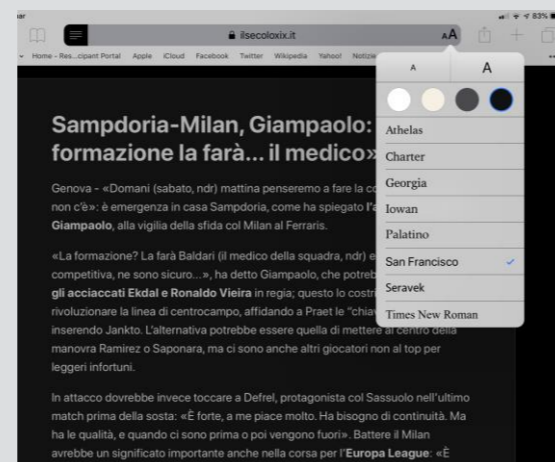 83%
ilsecoloxix.it
AA
Home - Res...cipant Portal Apple iCloud Facebook Twitter Wikipedia Yahoo! Notizie
A A
Athelas
Charter
Georgia
Iowan
Palatino
San Francisco
Seravek
Times New Roman
Sampdoria-Milan, Giampaolo:
formazione la farà... il medico»
Genova - «Domani (sabato, ndr) mattina penseremo a fare la
non c'è»: è emergenza in casa Sampdoria, come ha spiegato
Giampaolo, alla vigilia della sfida col Milan al Ferraris.
«La formazione? La farà Baldari (il medico della squadra, ndr) e
competitiva, ne sono sicuro...», ha detto Giampaolo, che
gli acciaccati Ekdal e Ronaldo Vieira in regia; questo lo
rivoluzionare la linea di centrocampo, affidando a Praet le
inserendo Jankto. L'alternativa potrebbe essere quella di mettere al centro della
manovra Ramirez o Saponara, ma ci sono anche altri giocatori non al top per
leggeri infortuni.
In attacco dovrebbe invece toccare a Defrel, protagonista col Sassuolo nell'ultimo
match prima della sosta: «È forte, a me piace molto. Ha bisogno di continuità. Ma
ha le qualità, e quando ci sono prima o poi vengono fuori». Battere il Milan
avrebbe un significato importante anche nella corsa per l'Europa League: «È